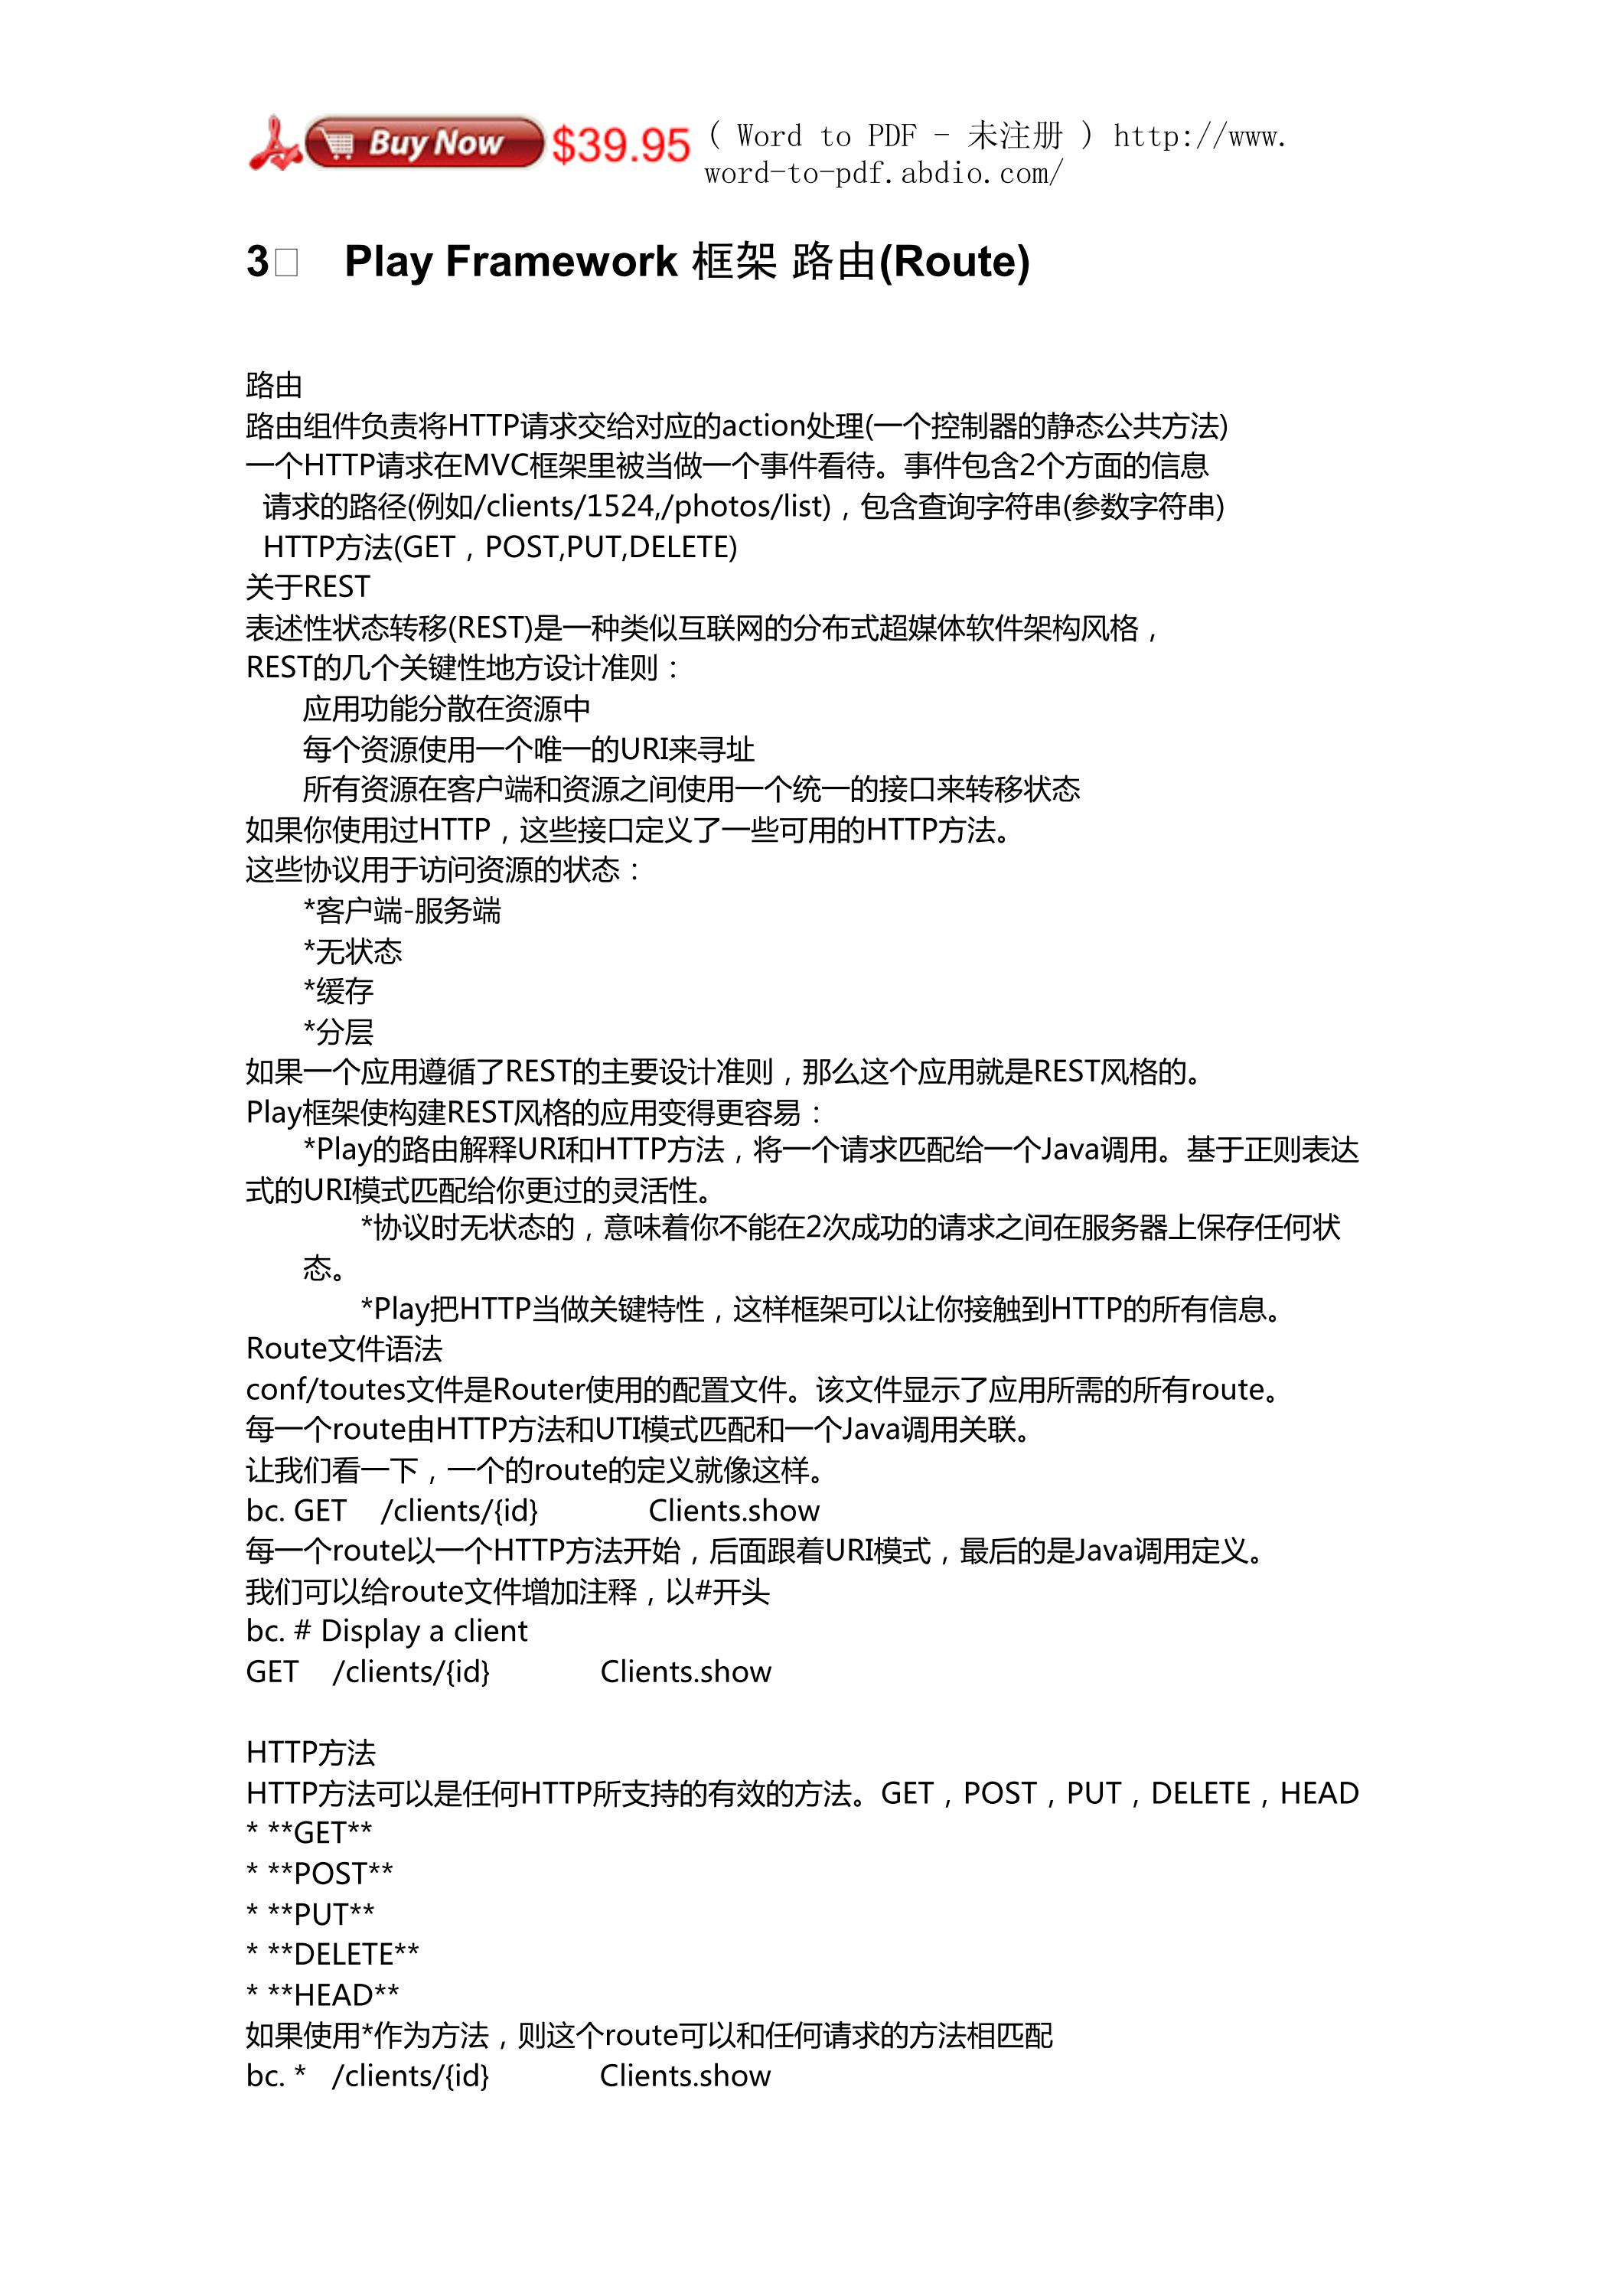 Buy Now $39.95 ( Word to PDF - 未注册 ) http://www.
word-to-pdf.abdio.com/
3□ Play Framework 框架 路由(Route)
路由
路由组件负责将HTTP请求交给对应的action处理(一个控制器的静态公共方法)
一个HTTP请求在MVC框架里被当做一个事件看待。事件包含2个方面的信息
请求的路径(例如/clients/1524,/photos/list)，包含查询字符串(参数字符串)
HTTP方法(GET，POST,PUT,DELETE)
关于REST
表述性状态转移(REST)是一种类似互联网的分布式超媒体软件架构风格，
REST的几个关键性地方设计准则：
应用功能分散在资源中
每个资源使用一个唯一的URI来寻址
所有资源在客户端和资源之间使用一个统一的接口来转移状态
如果你使用过HTTP，这些接口定义了一些可用的HTTP方法。
这些协议用于访问资源的状态：
*客户端-服务端
*无状态
*缓存
*分层
如果一个应用遵循了REST的主要设计准则，那么这个应用就是REST风格的。
Play框架使构建REST风格的应用变得更容易：
*Play的路由解释URI和HTTP方法，将一个请求匹配给一个Java调用。基于正则表达
式的URI模式匹配给你更过的灵活性。
*协议时无状态的，意味着你不能在2次成功的请求之间在服务器上保存任何状
态。
*Play把HTTP当做关键特性，这样框架可以让你接触到HTTP的所有信息。
Route文件语法
conf/toutes文件是Router使用的配置文件。该文件显示了应用所需的所有route。
每一个route由HTTP方法和UTI模式匹配和一个Java调用关联。
让我们看一下，一个的route的定义就像这样。
bc. GET /clients/{id} Clients.show
每一个route以一个HTTP方法开始，后面跟着URI模式，最后的是Java调用定义。
我们可以给route文件增加注释，以#开头
bc. # Display a client
GET /clients/{id} Clients.show
HTTP方法
HTTP方法可以是任何HTTP所支持的有效的方法。GET，POST，PUT，DELETE，HEAD
* **GET**
* **POST**
* **PUT**
* **DELETE**
* **HEAD**
如果使用*作为方法，则这个route可以和任何请求的方法相匹配
bc. * /clients/{id} Clients.show